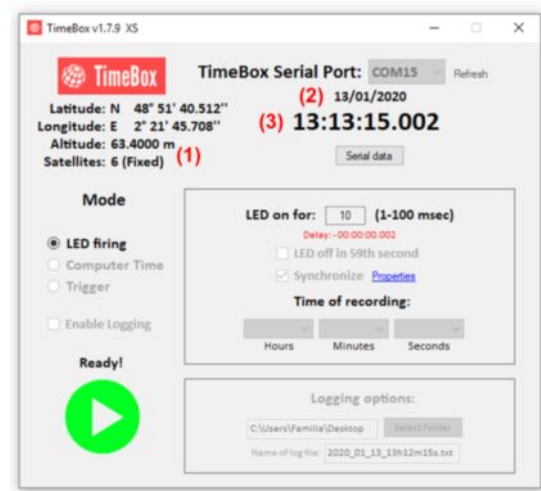 TimeBox v1.7.9 XS
TimeBox
TimeBox Serial Port: COM15 Refresh
(2) 13/01/2020
(3) 13:13:15.002
Serial data
Latitude: N 48° 51' 40.512''
Longitude: E 2° 21' 45.708''
Altitude: 63.4000 m
Satellites: 6 (Fixed) (1)
Mode
LED firing
Computer Time
Trigger
Enable Logging
Ready!
LED on for: 10 (1-100 msec)
Delay: -00:00:00.002
LED off in 59th second
Synchronize Properties
Time of recording:
Hours Minutes Seconds
Logging options:
C:\Users\Familia\Desktop Select Folder
Name of log file: 2020_01_13_13h12m15s.txt